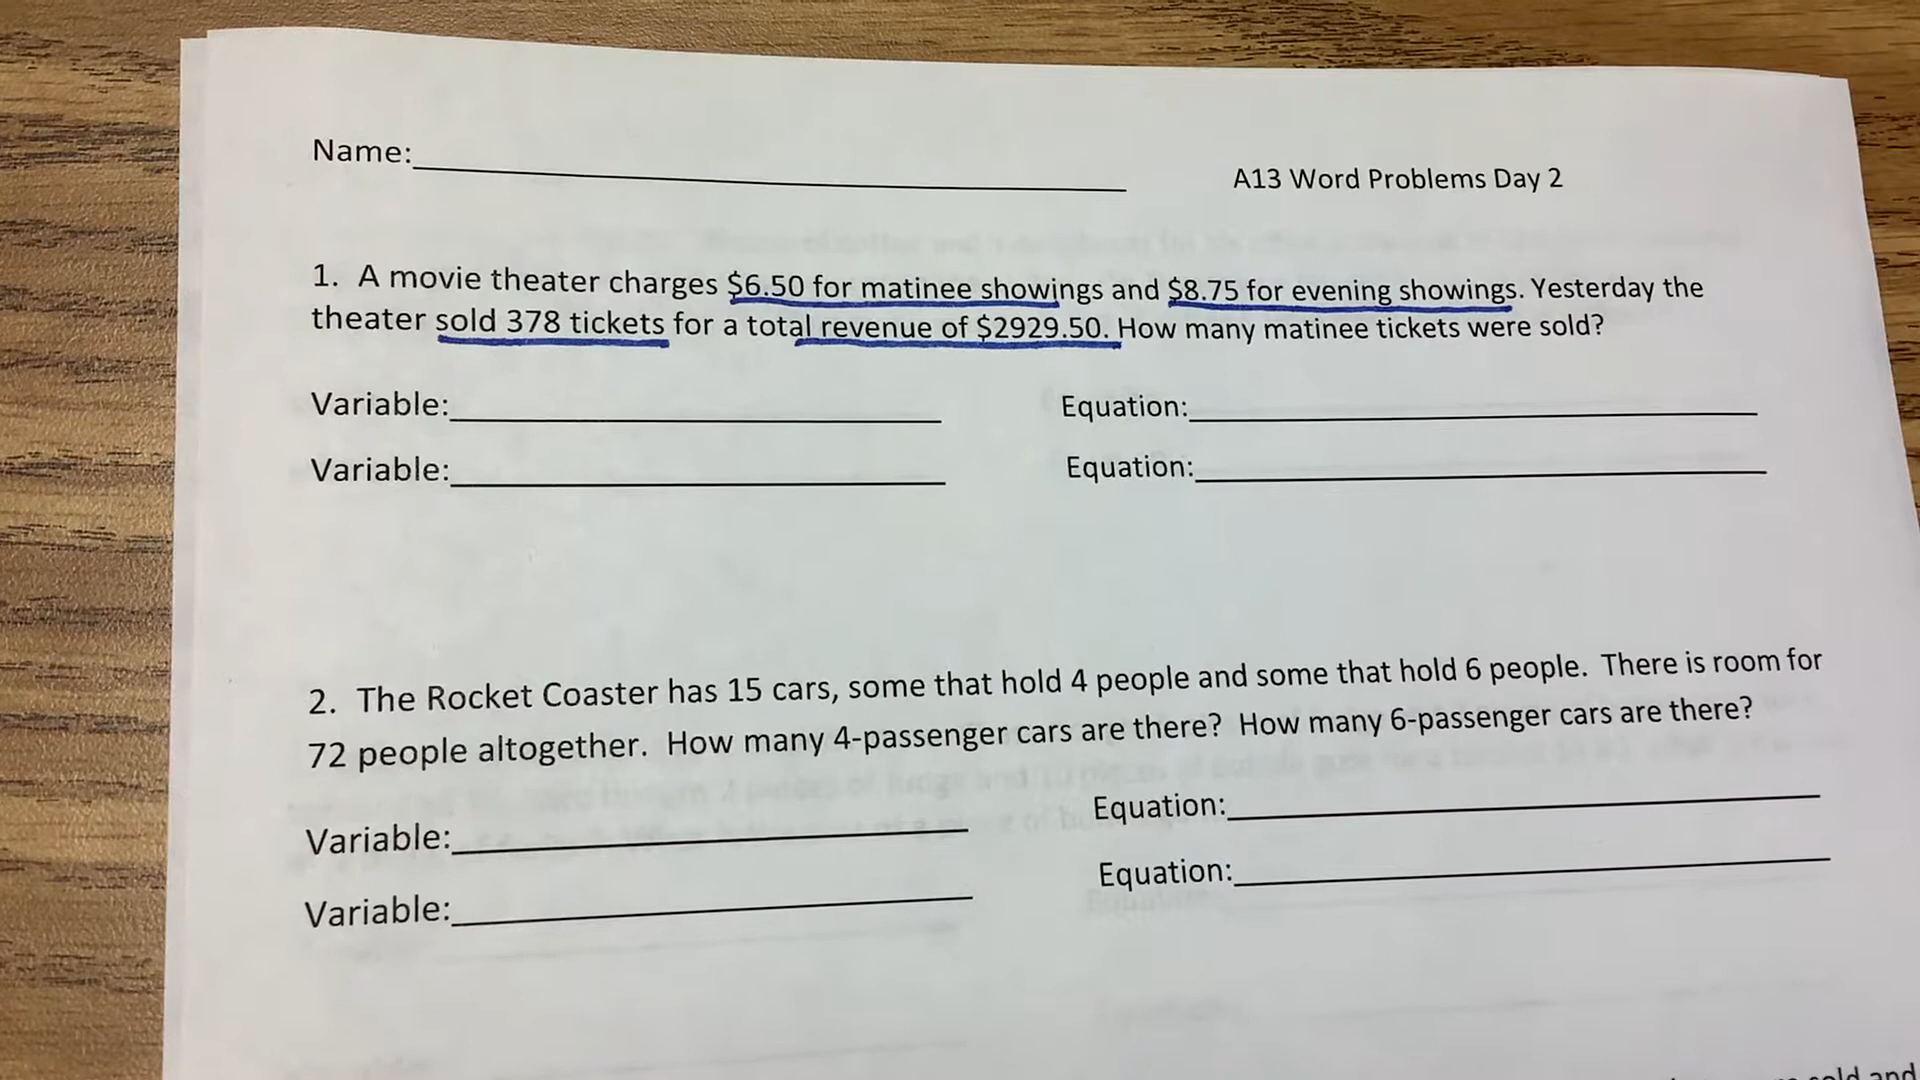 Name:
A13 Word Problems Day 2
1. A movie theater charges $6.50 for matinee showings and $8.75 for evening showings. Yesterday the
theater sold 378 tickets for a total revenue of $2929.50. How many matinee tickets were sold?
Variable:
Equation:
Variable:
Equation:
2. The Rocket Coaster has 15 cars, some that hold 4 people and some that hold 6 people. There is room for
72 people altogether. How many 4-passenger cars are there? How many 6-passenger cars are there?
Variable:
Equation:
Variable:
Equation:
sold and